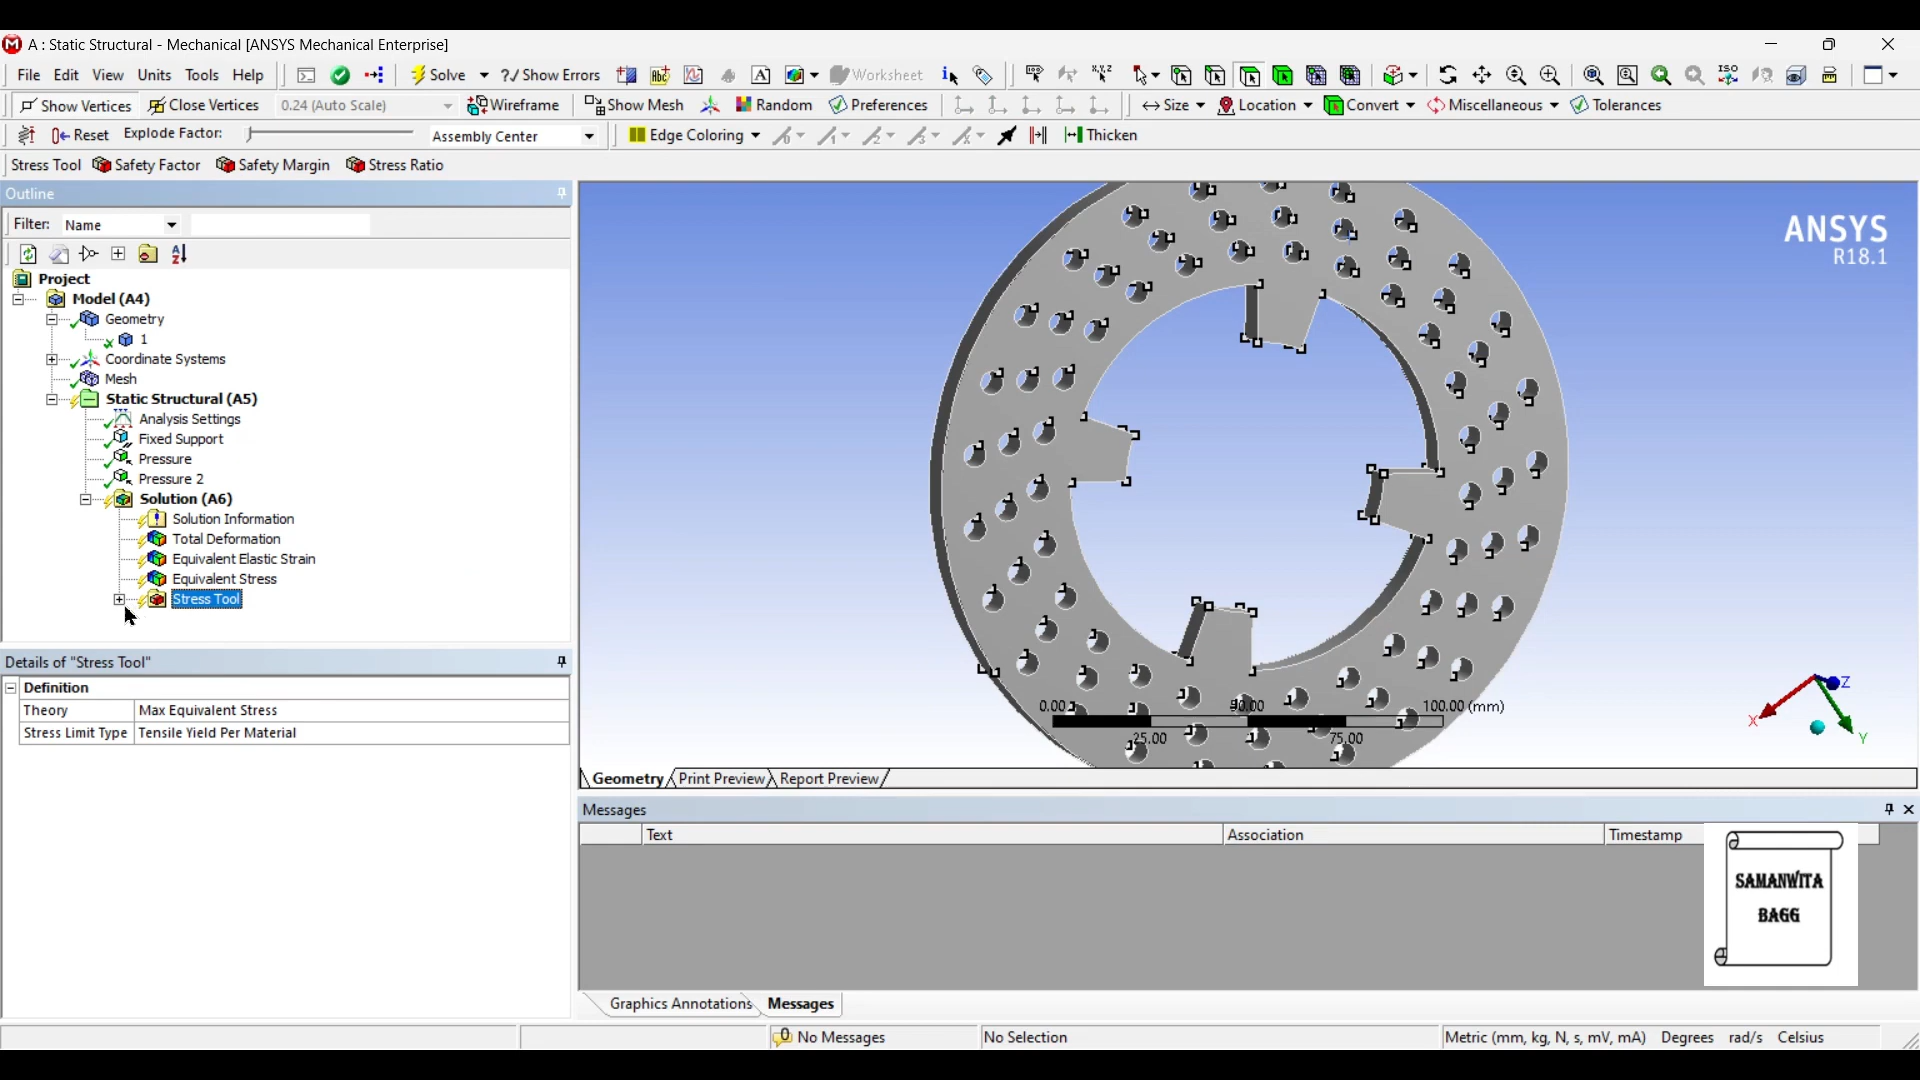 A : Static Structural - Mechanical [ANSYS Mechanical Enterprise]
File Edit View Units Tools Help Solve ?/ Show Errors Worksheet
Show Vertices Close Vertices 0.24 (Auto Scale) Wireframe Show Mesh Random Preferences Size Location Convert Miscellaneous Tolerances
Reset Explode Factor: Assembly Center Edge Coloring Thicken
Stress Tool Safety Factor Safety Margin Stress Ratio
Outline
Filter: Name
Project
Model (A4)
Geometry
1
Coordinate Systems
Mesh
Static Structural (A5)
Analysis Settings
Fixed Support
Pressure
Pressure 2
Solution (A6)
Solution Information
Total Deformation
Equivalent Elastic Strain
Equivalent Stress
Stress Tool
Details of "Stress Tool"
Definition
Theory Max Equivalent Stress
Stress Limit Type Tensile Yield Per Material
ANSYS
R18.1
0.00 50.00 100.00 (mm)
25.00 75.00
X Y Z
Geometry Print Preview Report Preview
Messages
Text Association Timestamp
SAMANWITA
BAGG
Graphics Annotations Messages
0 No Messages No Selection Metric (mm, kg, N, s, mV, mA) Degrees rad/s Celsius